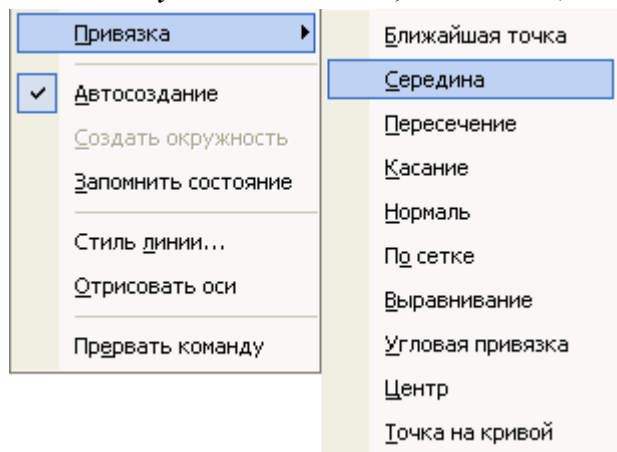 Привязка
Автосоздание
Создать окружность
Запомнить состояние
Стиль линии...
Отрисовать оси
Прервать команду
Ближайшая точка
Середина
Пересечение
Касание
Нормаль
По сетке
Выравнивание
Угловая привязка
Центр
Точка на кривой